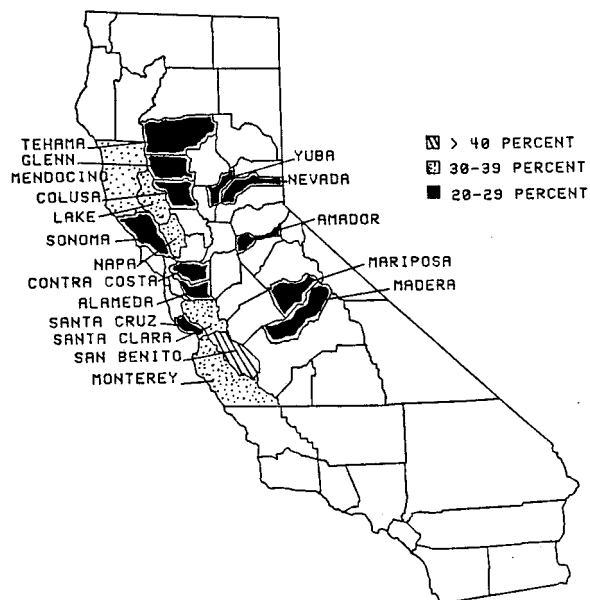 > 40 PERCENT
30-39 PERCENT
20-29 PERCENT
TEHAMA
GLENN
MENDOCINO
COLUSA
LAKE
SONOMA
NAPA
CONTRA COSTA
ALAMEDA
SANTA CRUZ
SANTA CLARA
SAN BENITO
MONTEREY
YUBA
NEVADA
AMADOR
MARIPOSA
MADERA